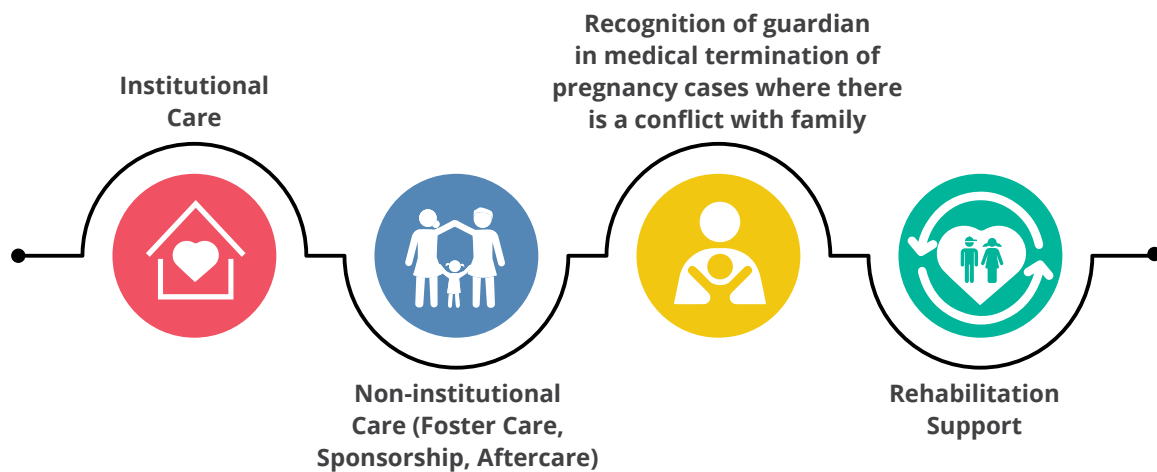 Institutional
Care
Non-institutional
Care (Foster Care,
Sponsorship, Aftercare)
Recognition of guardian
in medical termination of
pregnancy cases where there
is a conflict with family
Rehabilitation
Support